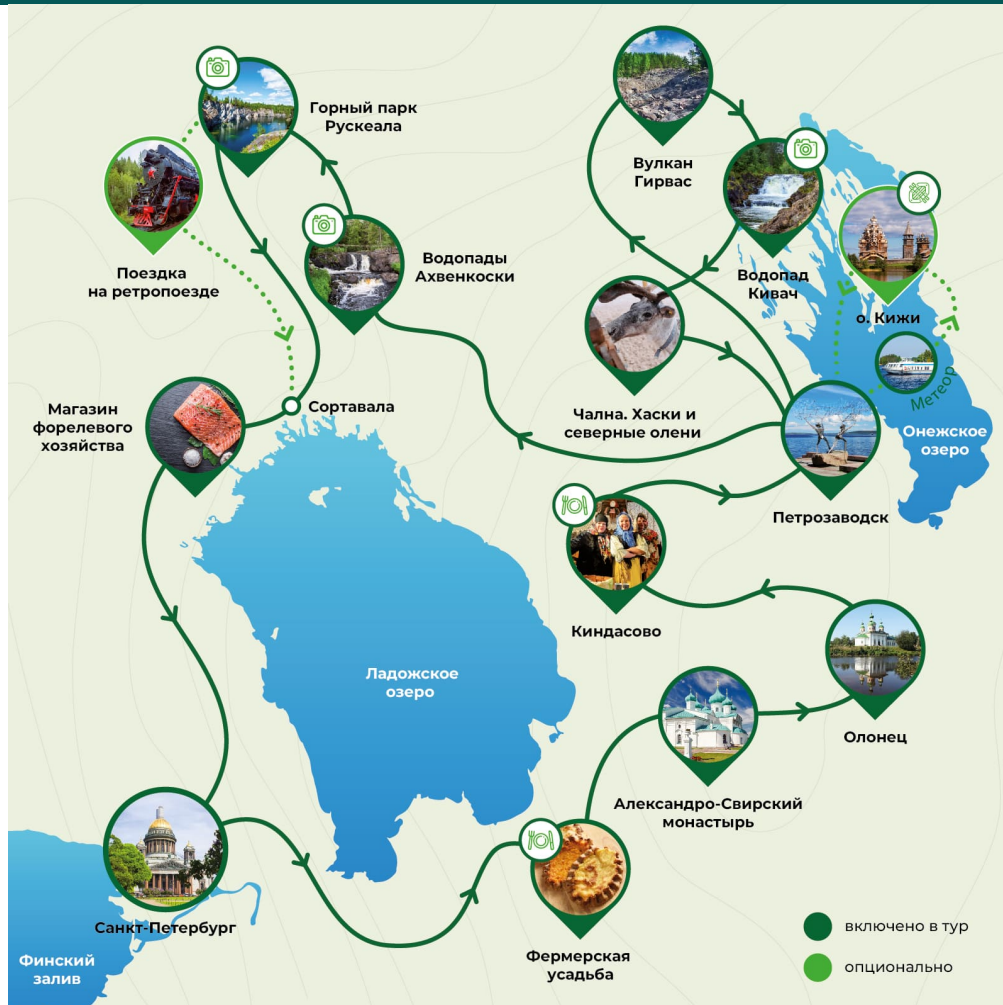 Горный парк
Рускеала
Вулкан
Гирвас
Поездка
на ретропоезде
Водопады
Ахвенкоски
Водопад
Кивач
о. Кижи
Метеор
Магазин
форелевого
хозяйства
Сортавала
Чална. Хаски и
северные олени
Онежское
озеро
Петрозаводск
Киндасово
Ладожское
озеро
Олонец
Александро-Свирский
монастырь
Санкт-Петербург
Финский
залив
Фермерская
усадьба
включено в тур
опционально